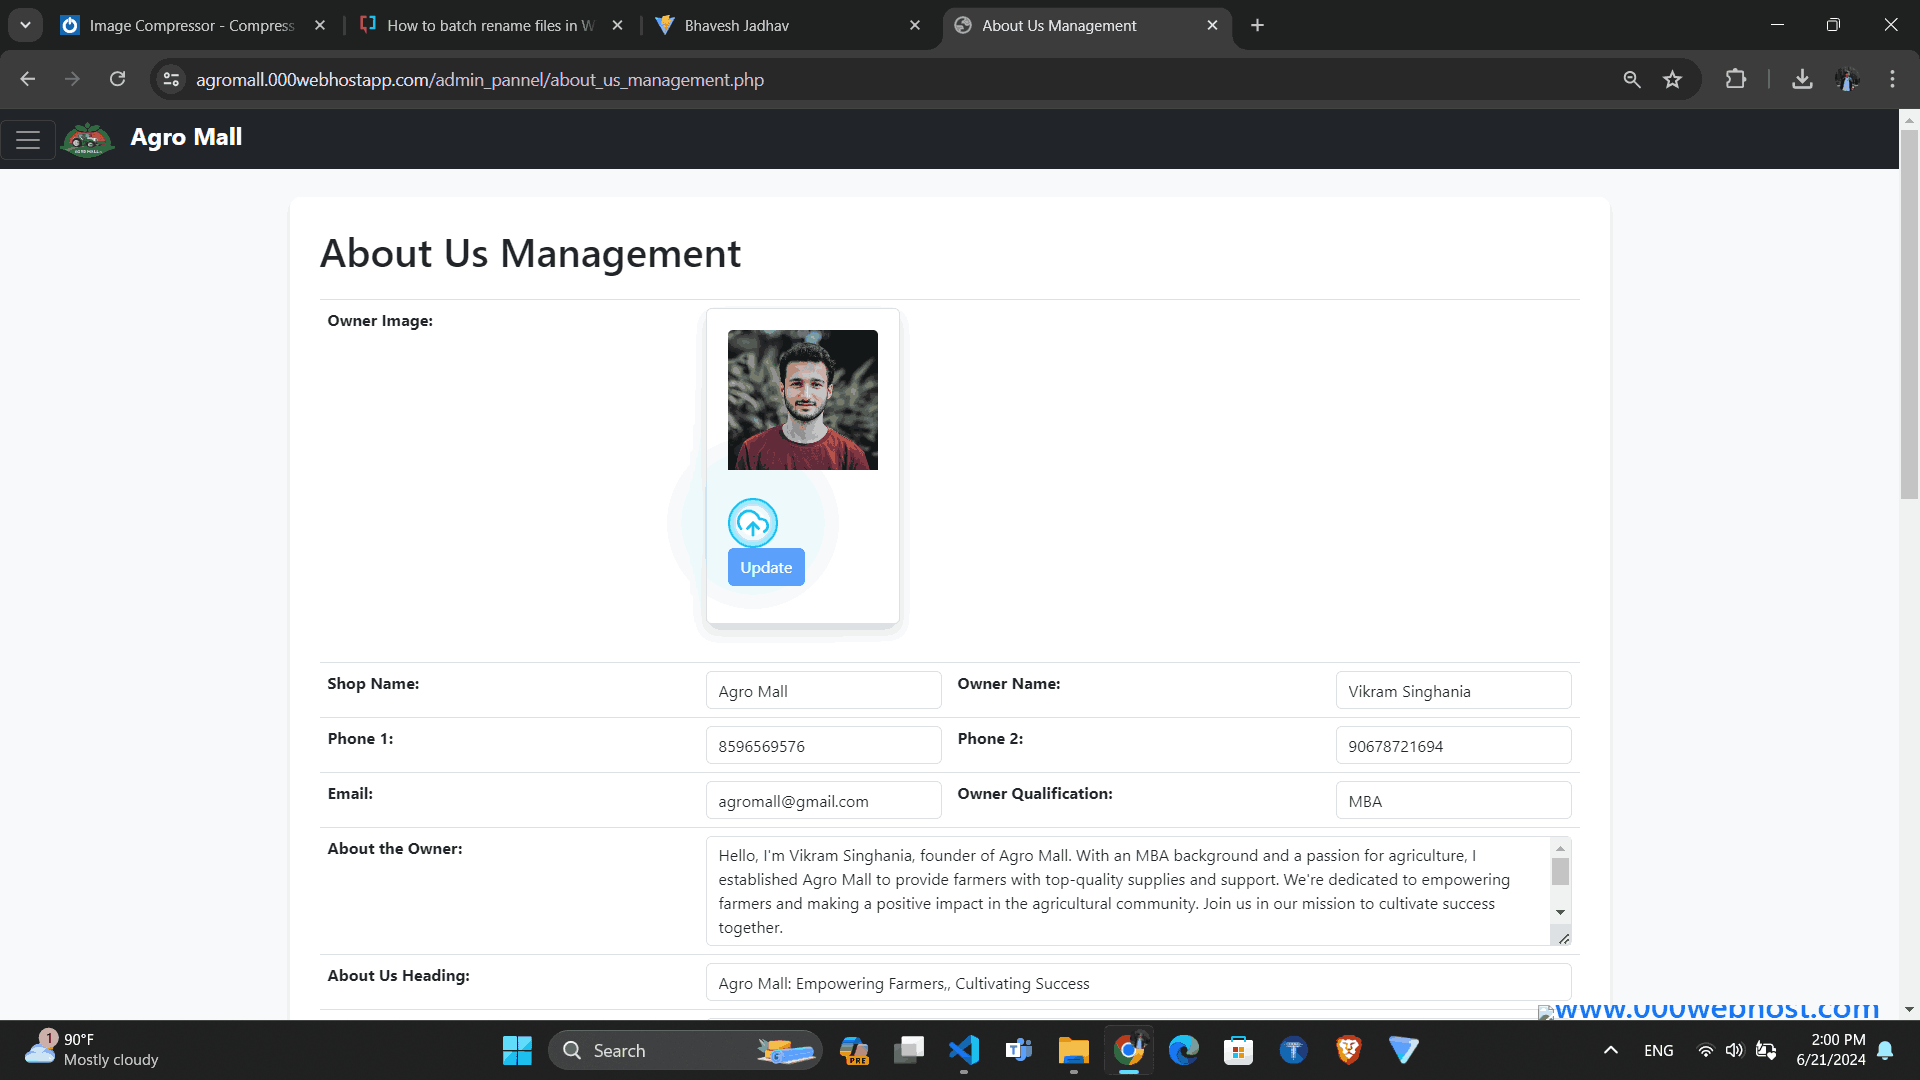 Image Compressor - Compress
How to batch rename files in W
Bhavesh Jadhav
About Us Management
agromall.000webhostapp.com/admin_pannel/about_us_management.php
Agro Mall
About Us Management
Owner Image:
Update
Shop Name:
Agro Mall
Owner Name:
Vikram Singhania
Phone 1:
8596569576
Phone 2:
90678721694
Email:
agromall@gmail.com
Owner Qualification:
MBA
About the Owner:
Hello, I'm Vikram Singhania, founder of Agro Mall. With an MBA background and a passion for agriculture, I
established Agro Mall to provide farmers with top-quality supplies and support. We're dedicated to empowering
farmers and making a positive impact in the agricultural community. Join us in our mission to cultivate success
together.
About Us Heading:
Agro Mall: Empowering Farmers,, Cultivating Success
www.000webhost.com
1
90°F
Mostly cloudy
Search
PRE
ENG
2:00 PM
6/21/2024